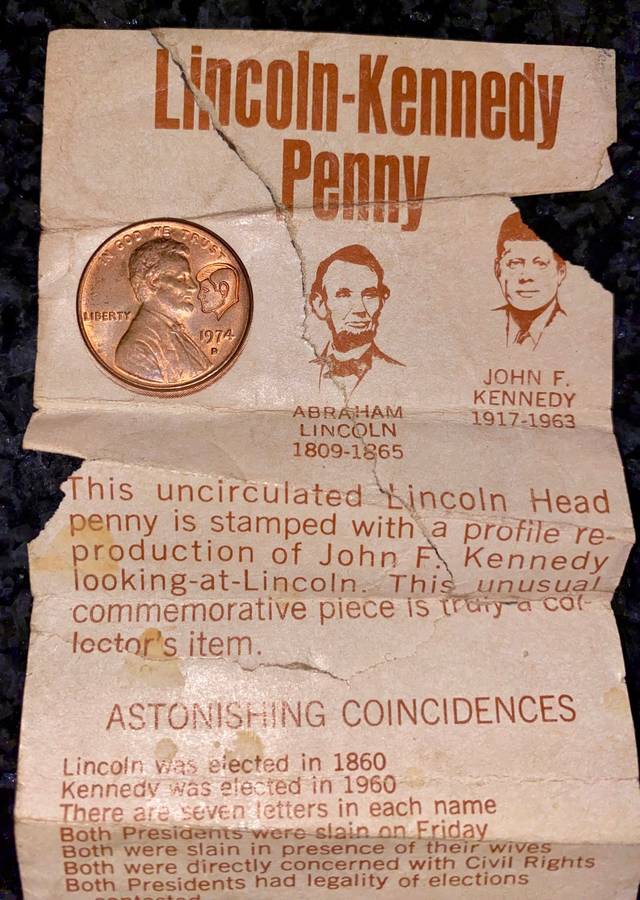 Lincoln-Kennedy
Penny
IN GOD WE TRUST
LIBERTY
1974
D
ABRAHAM
LINCOLN
1809-1865
JOHN F.
KENNEDY
1917-1963
This uncirculated Lincoln Head
penny is stamped with a profile re-
production of John F. Kennedy
looking-at-Lincoln. This unusual
commemorative piece is truly a col-
lector's item.
ASTONISHING COINCIDENCES
Lincoln was elected in 1860
Kennedy was elected in 1960
There are seven letters in each name
Both Presidents were slain on Friday
Both were slain in presence of their wives
Both were directly concerned with Civil Rights
Both Presidents had legality of elections
contested